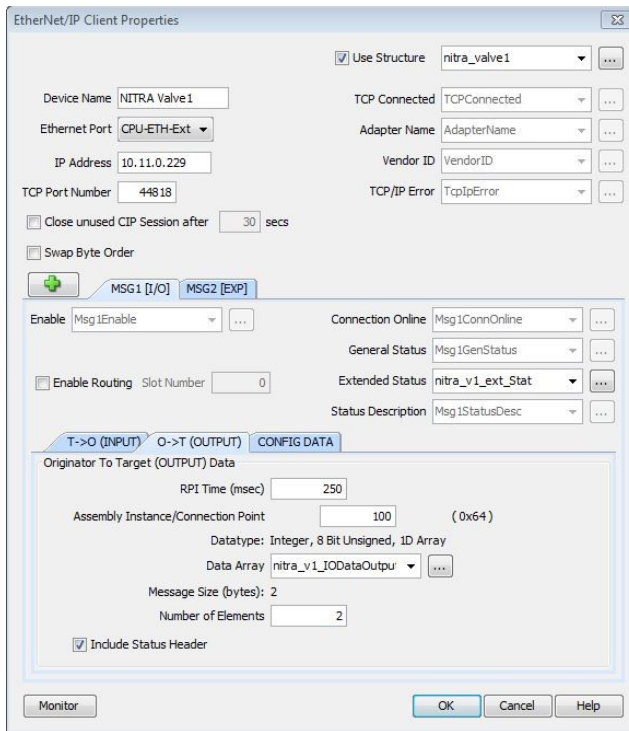 EtherNet/IP Client Properties
Use Structure nitra_valve1 ...
Device Name NITRA Valve1
TCP Connected TCPConnected ...
Ethernet Port CPU-ETH-Ext
Adapter Name AdapterName ...
IP Address 10.11.0.229
Vendor ID VendorID ...
TCP Port Number 44818
TCP/IP Error TcpIpError ...
Close unused CIP Session after 30 secs
Swap Byte Order
MSG1 [I/O] MSG2 [EXP]
Enable Msg1Enable ...
Connection Online Msg1ConnOnline ...
General Status Msg1GenStatus ...
Enable Routing Slot Number 0
Extended Status nitra_v1_ext_Stat ...
Status Description Msg1StatusDesc ...
T->O (INPUT) O->T (OUTPUT) CONFIG DATA
Originator To Target (OUTPUT) Data
RPI Time (msec) 250
Assembly Instance/Connection Point 100 (0x64)
Datatype: Integer, 8 Bit Unsigned, 1D Array
Data Array nitra_v1_IODataOutput ...
Message Size (bytes): 2
Number of Elements 2
Include Status Header
Monitor OK Cancel Help